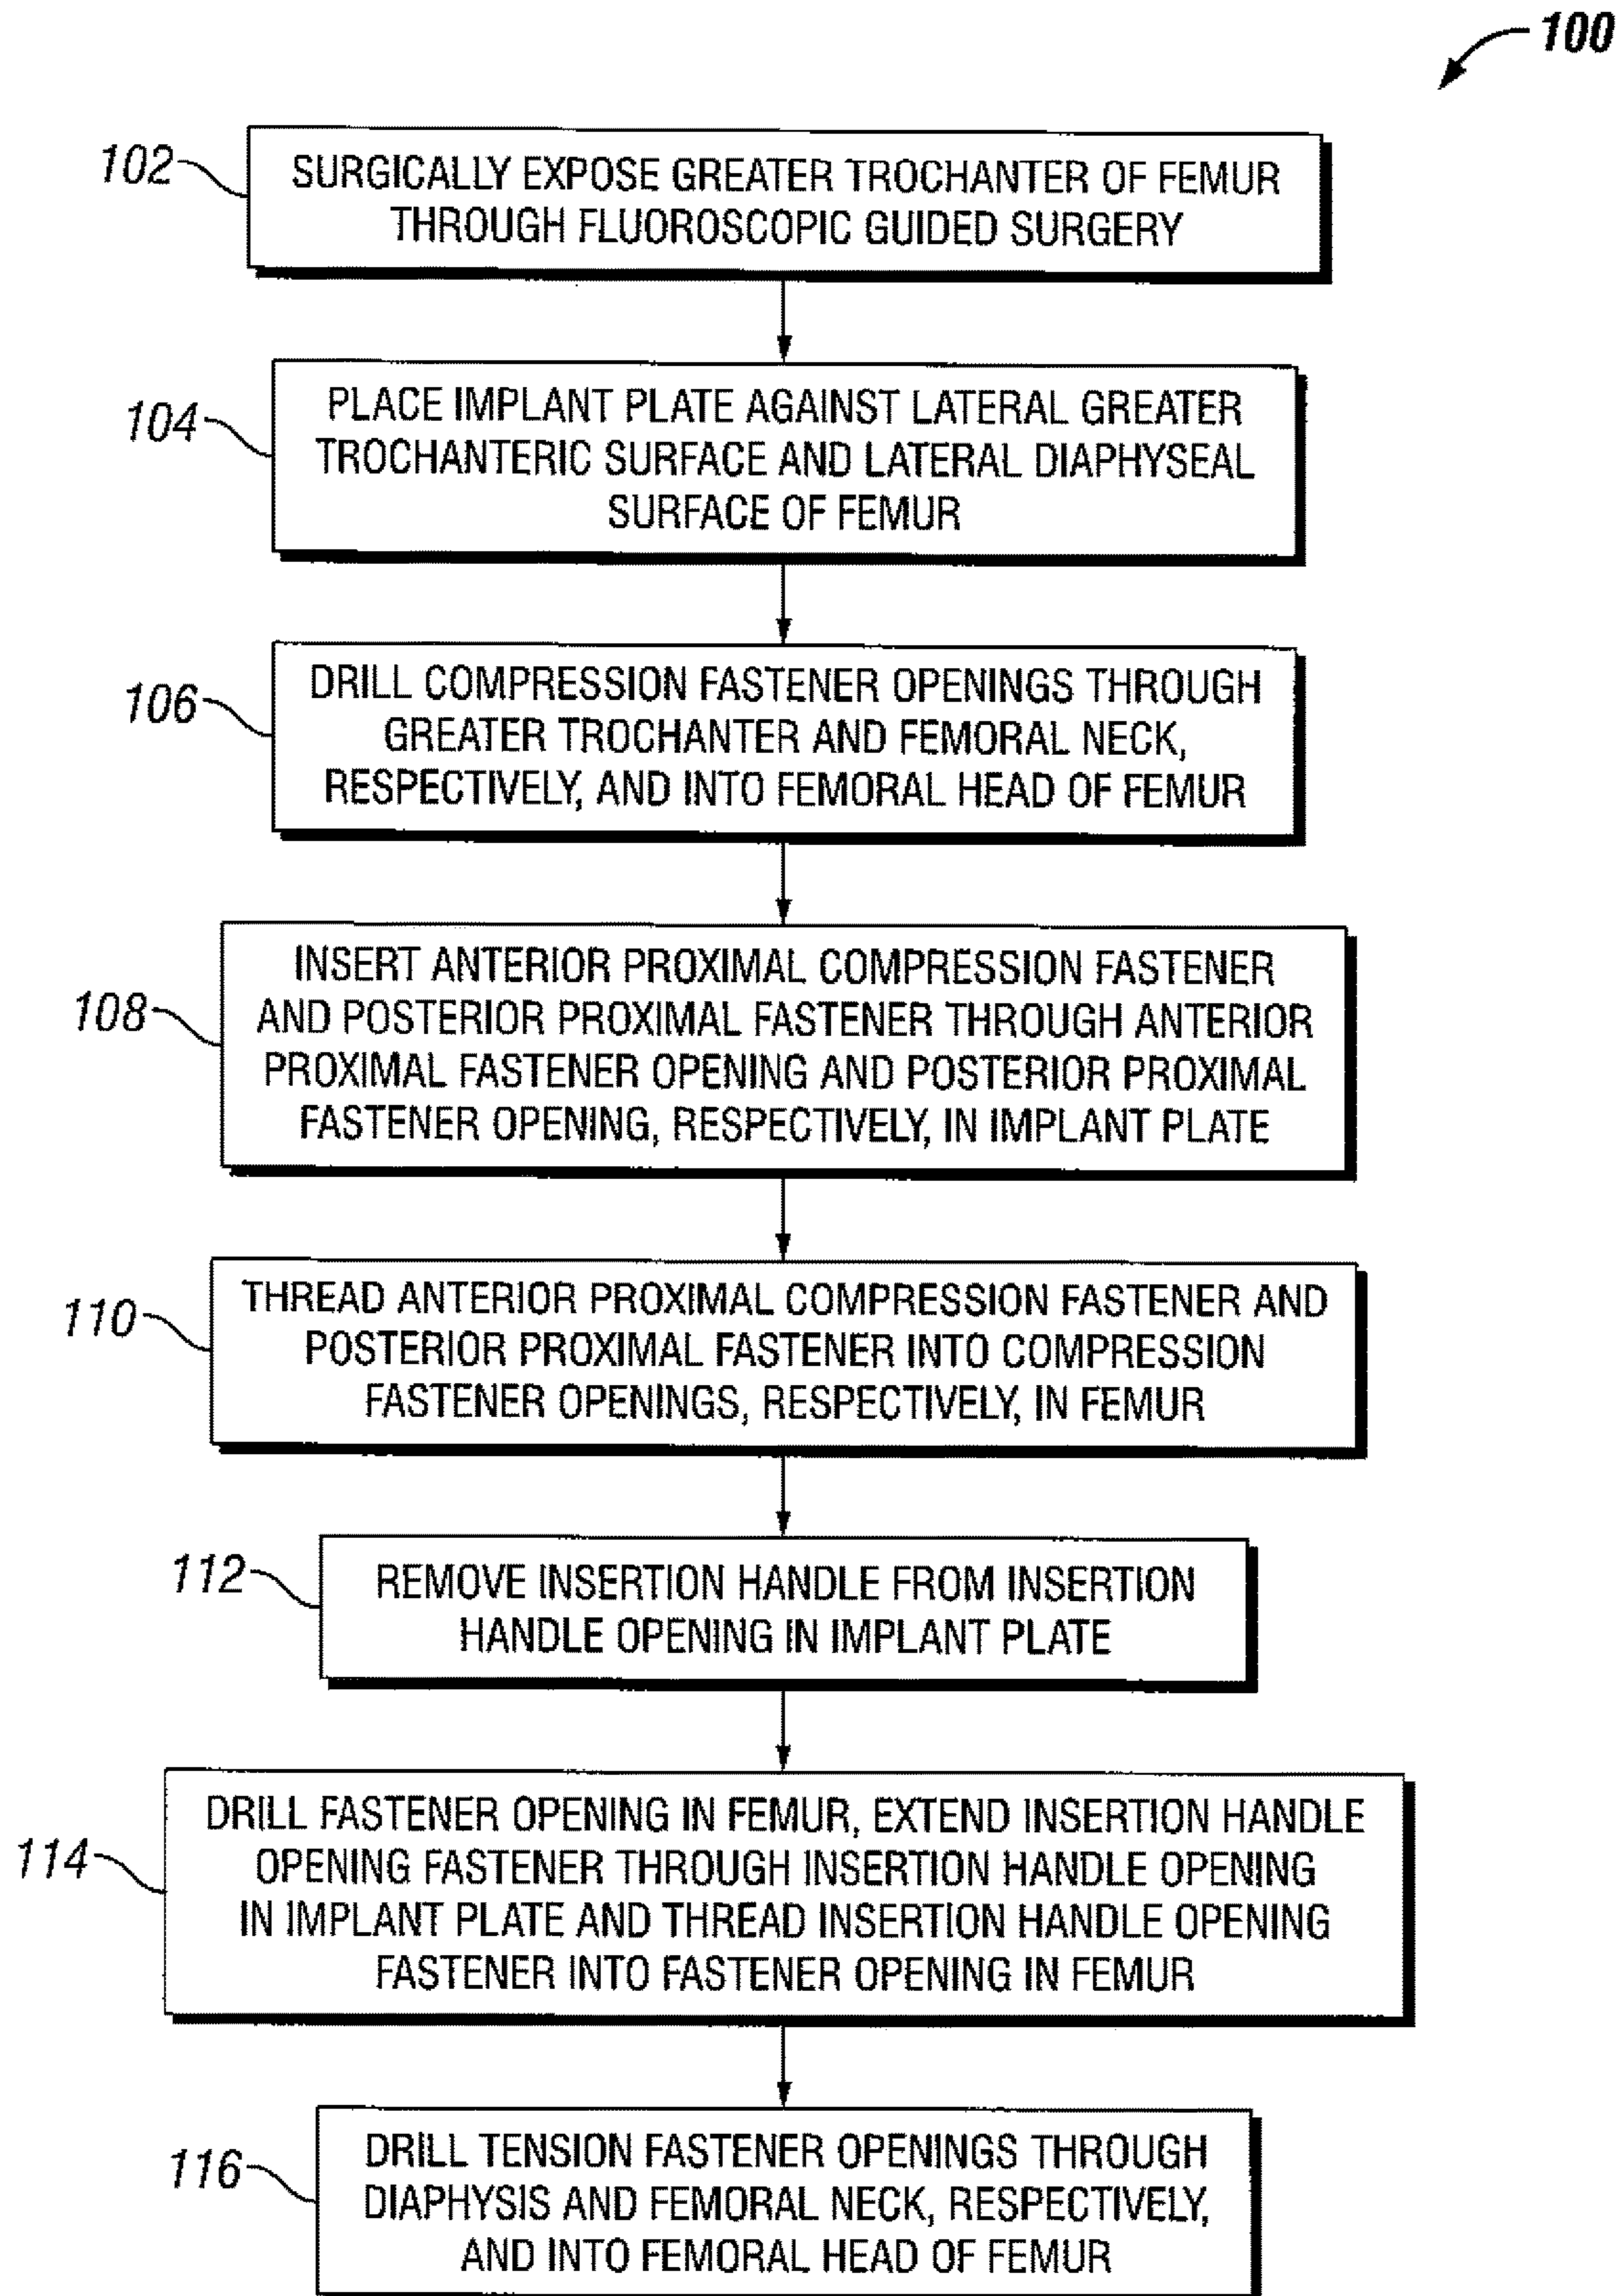 100
102
SURGICALLY EXPOSE GREATER TROCHANTER OF FEMUR
THROUGH FLUOROSCOPIC GUIDED SURGERY
104
PLACE IMPLANT PLATE AGAINST LATERAL GREATER
TROCHANTERIC SURFACE AND LATERAL DIAPHYSEAL
SURFACE OF FEMUR
106
DRILL COMPRESSION FASTENER OPENINGS THROUGH
GREATER TROCHANTER AND FEMORAL NECK,
RESPECTIVELY, AND INTO FEMORAL HEAD OF FEMUR
108
INSERT ANTERIOR PROXIMAL COMPRESSION FASTENER
AND POSTERIOR PROXIMAL FASTENER THROUGH ANTERIOR
PROXIMAL FASTENER OPENING AND POSTERIOR PROXIMAL
FASTENER OPENING, RESPECTIVELY, IN IMPLANT PLATE
110
THREAD ANTERIOR PROXIMAL COMPRESSION FASTENER AND
POSTERIOR PROXIMAL FASTENER INTO COMPRESSION
FASTENER OPENINGS, RESPECTIVELY, IN FEMUR
112
REMOVE INSERTION HANDLE FROM INSERTION
HANDLE OPENING IN IMPLANT PLATE
114
DRILL FASTENER OPENING IN FEMUR, EXTEND INSERTION HANDLE
OPENING FASTENER THROUGH INSERTION HANDLE OPENING
IN IMPLANT PLATE AND THREAD INSERTION HANDLE OPENING
FASTENER INTO FASTENER OPENING IN FEMUR
116
DRILL TENSION FASTENER OPENINGS THROUGH
DIAPHYSIS AND FEMORAL NECK, RESPECTIVELY,
AND INTO FEMORAL HEAD OF FEMUR